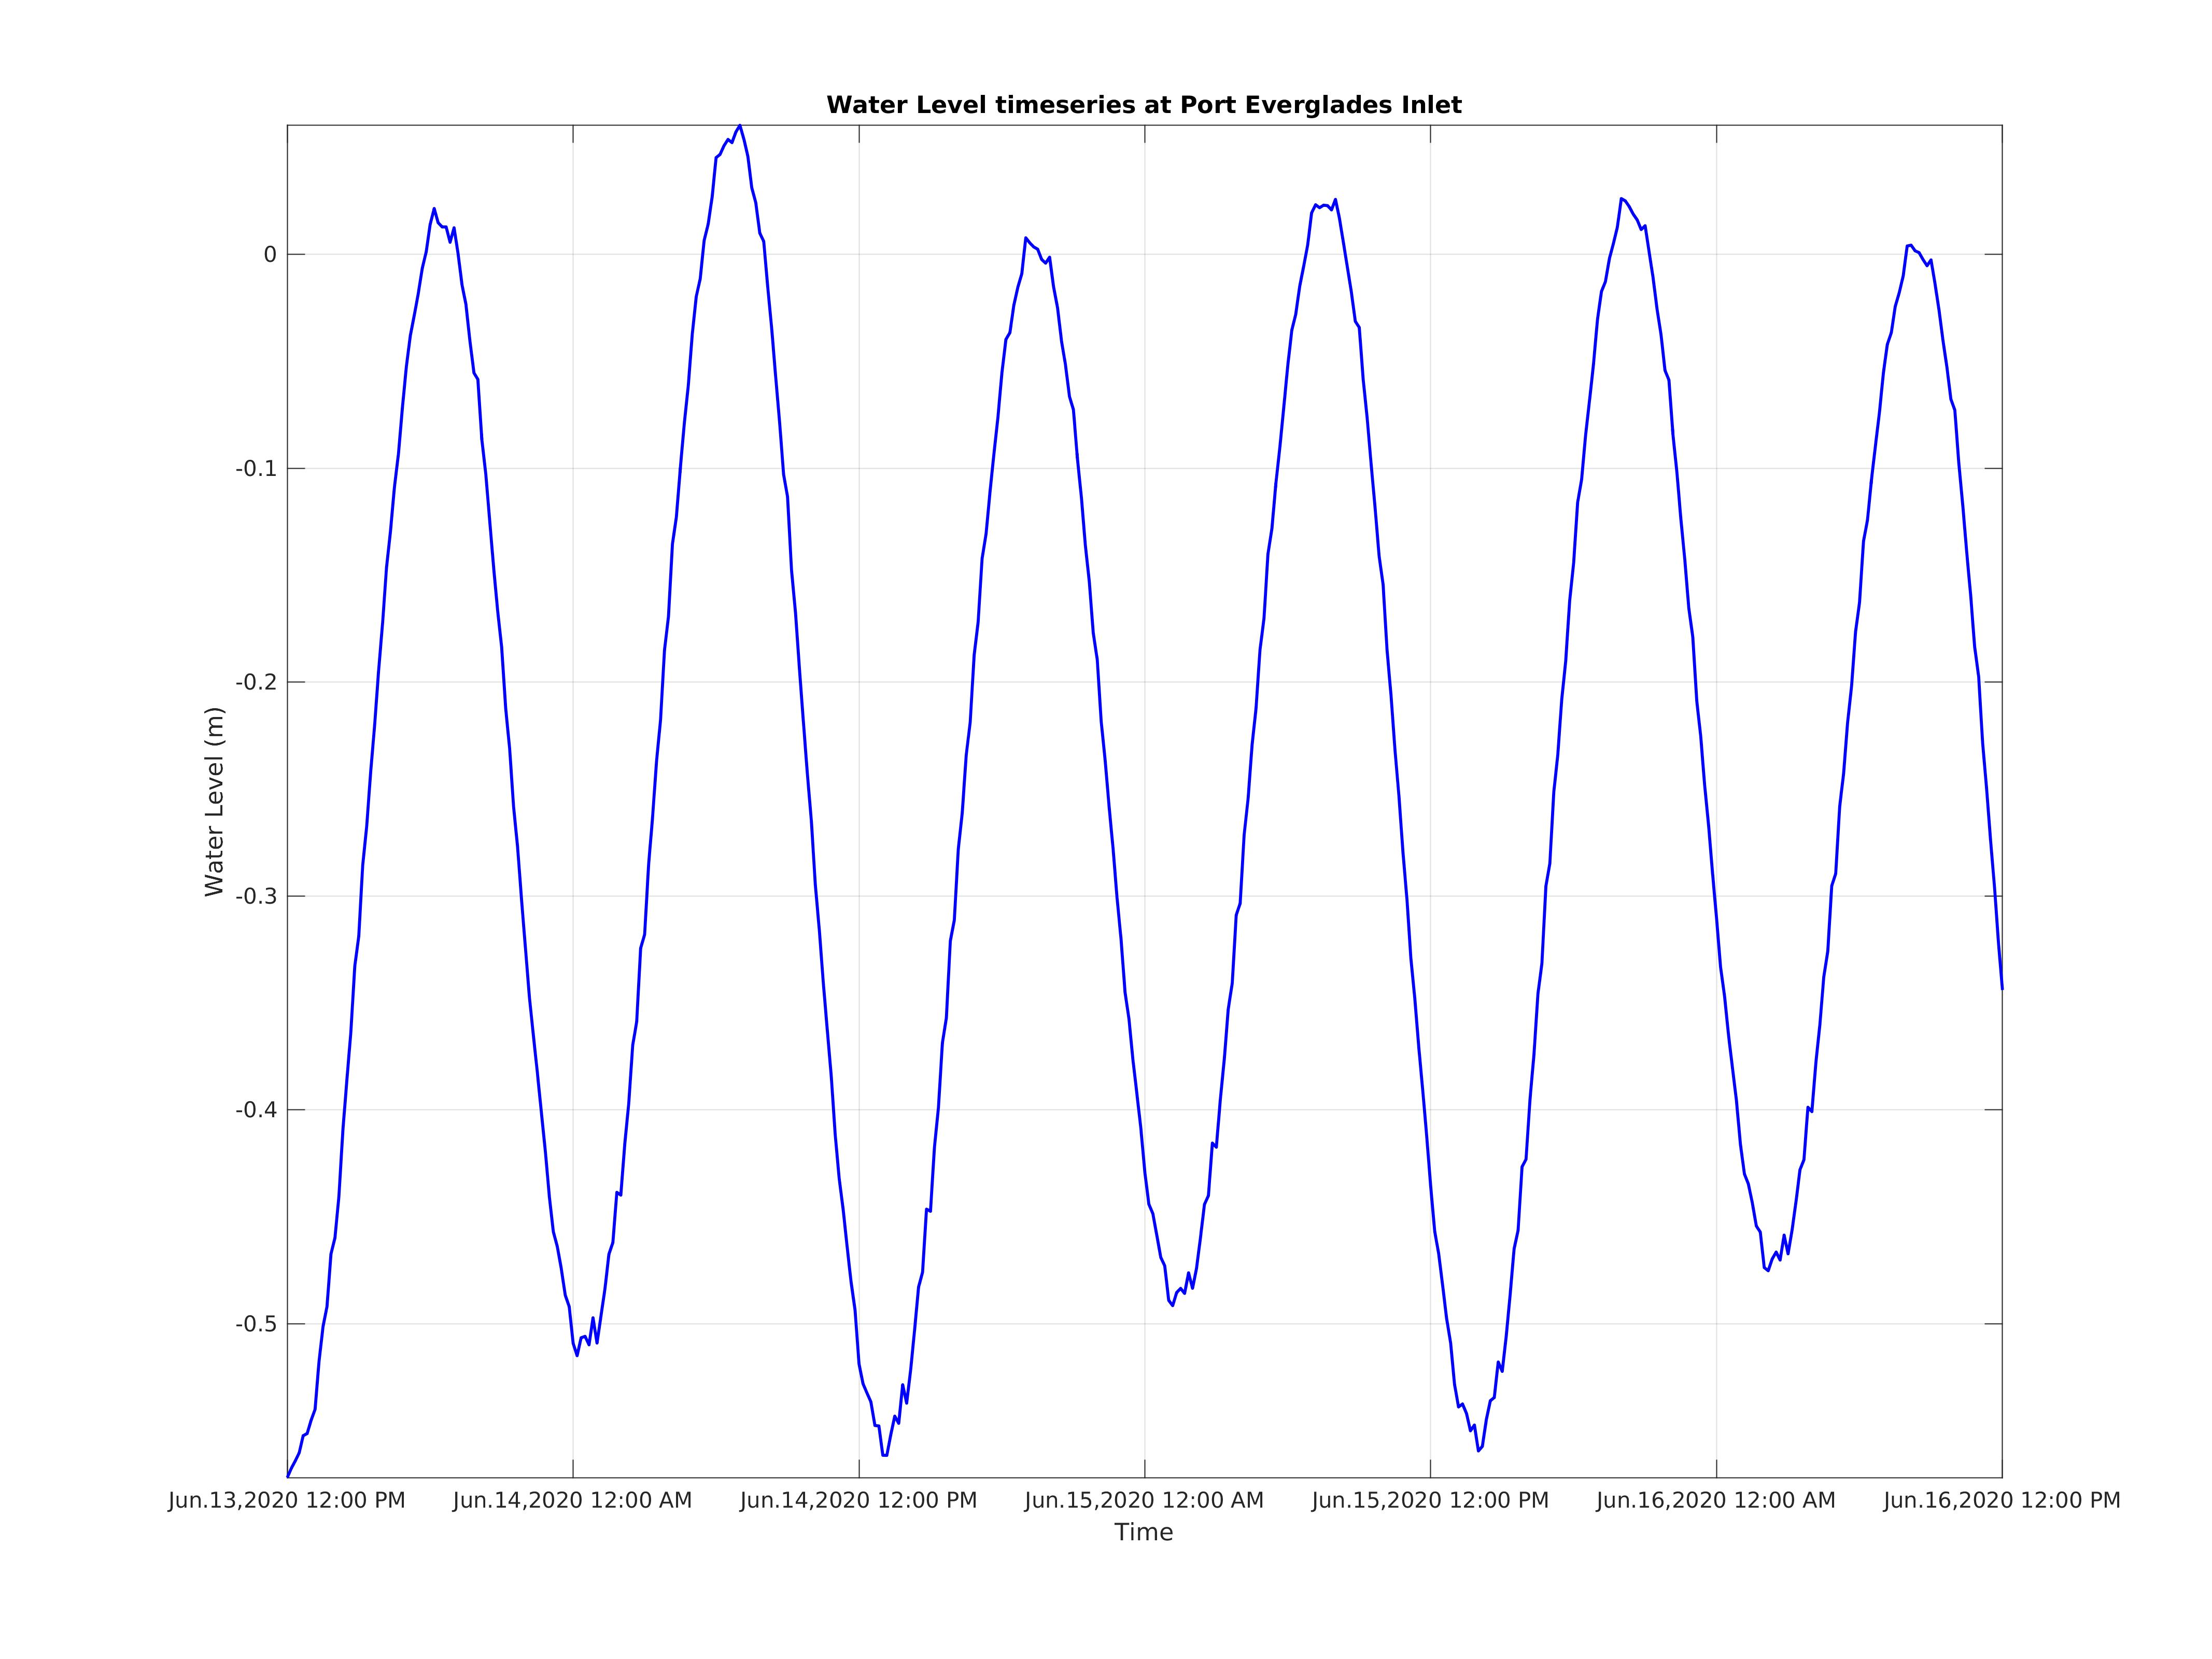 Water Level timeseries at Port Everglades Inlet
0
-0.1
-0.2
-0.3
-0.4
-0.5
Water Level (m)
Jun.13,2020 12:00 PM Jun.14,2020 12:00 AM Jun.14,2020 12:00 PM Jun.15,2020 12:00 AM Jun.15,2020 12:00 PM Jun.16,2020 12:00 AM Jun.16,2020 12:00 PM
Time